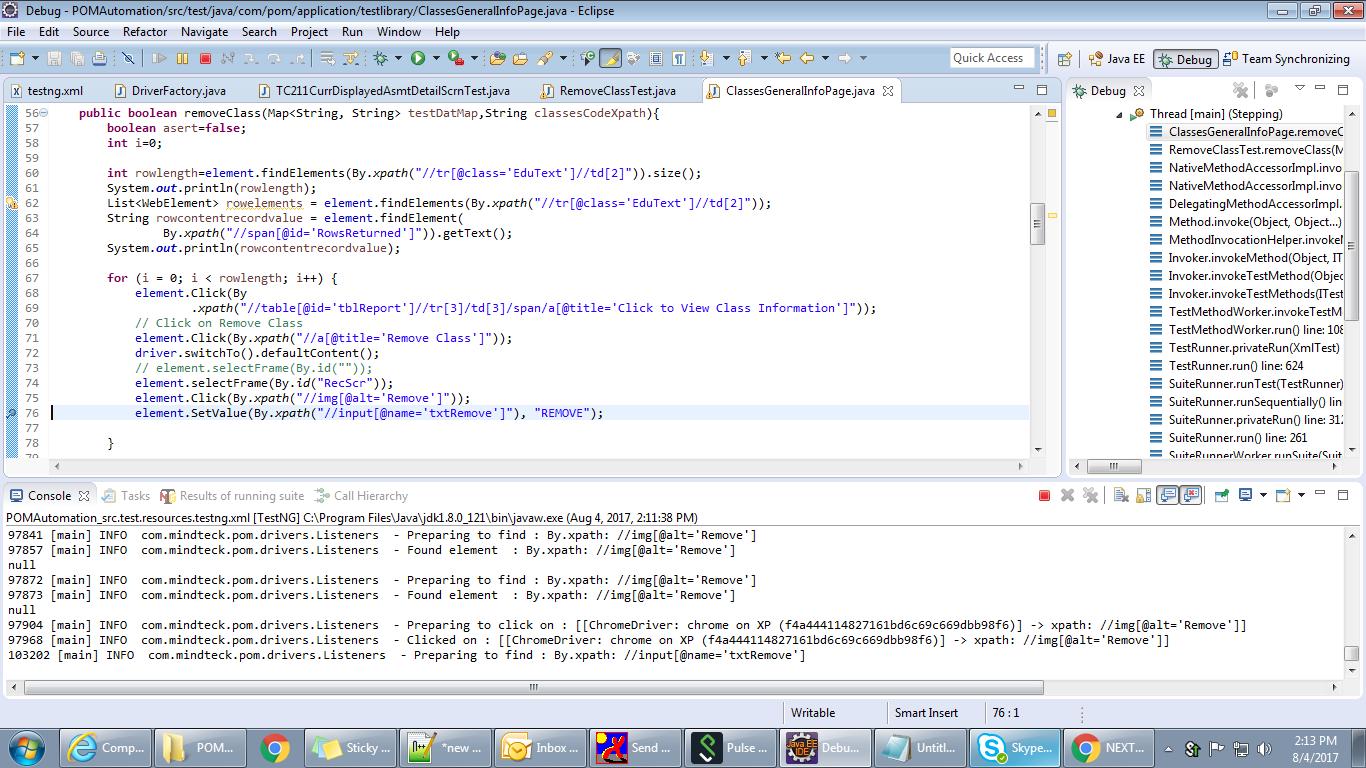 Debug - POMAutomation/src/test/java/com/pom/application/testlibrary/ClassesGeneralInfoPage.java - Eclipse
File Edit Source Refactor Navigate Search Project Run Window Help
Quick Access Java EE Debug Team Synchronizing
testng.xml DriverFactory.java TC211CurrDisplayedAsmtDetailScrnTest.java RemoveClassTest.java ClassesGeneralInfoPage.java
56 public boolean removeClass(Map<String, String> testDatMap,String classesCodeXpath){
57 boolean asert=false;
58 int i=0;
59
60 int rowlength=element.findElements(By.xpath("//tr[@class='EduText']//td[2]")).size();
61 System.out.println(rowlength);
62 List<WebElement> rowelements = element.findElements(By.xpath("//tr[@class='EduText']//td[2]"));
63 String rowcontentrecordvalue = element.findElement(
64 By.xpath("//span[@id='RowsReturned']")).getText();
65 System.out.println(rowcontentrecordvalue);
66
67 for (i = 0; i < rowlength; i++) {
68 element.Click(By
69 .xpath("//table[@id='tblReport']//tr[3]/td[3]/span/a[@title='Click to View Class Information']"));
70 // Click on Remove Class
71 element.Click(By.xpath("//a[@title='Remove Class']"));
72 driver.switchTo().defaultContent();
73 // element.selectFrame(By.id(""));
74 element.selectFrame(By.id("RecScr"));
75 element.Click(By.xpath("//img[@alt='Remove']"));
76 element.SetValue(By.xpath("//input[@name='txtRemove']"), "REMOVE");
77
78 }
79
Debug
Thread [main] (Stepping)
ClassesGeneralInfoPage.removeC
RemoveClassTest.removeClass(M
NativeMethodAccessorImpl.invo
NativeMethodAccessorImpl.invo
DelegatingMethodAccessorImpl.
Method.invoke(Object, Object...)
MethodInvocationHelper.invokeM
Invoker.invokeMethod(Object, IT
Invoker.invokeTestMethod(Objec
Invoker.invokeTestMethods(ITest
TestMethodWorker.invokeTestM
TestMethodWorker.run() line: 108
TestRunner.privateRun(XmlTest)
TestRunner.run() line: 624
SuiteRunner.runTest(TestRunner)
SuiteRunner.runSequentially() lin
SuiteRunner.privateRun() line: 312
SuiteRunner.run() line: 261
SuiteRunnerWorker.runSuite(Suit
Console Tasks Results of running suite Call Hierarchy
POMAutomation_src.test.resources.testng.xml [TestNG] C:\Program Files\Java\jdk1.8.0_121\bin\javaw.exe (Aug 4, 2017, 2:11:38 PM)
97841 [main] INFO com.mindteck.pom.drivers.Listeners - Preparing to find : By.xpath: //img[@alt='Remove']
97857 [main] INFO com.mindteck.pom.drivers.Listeners - Found element : By.xpath: //img[@alt='Remove']
null
97872 [main] INFO com.mindteck.pom.drivers.Listeners - Preparing to find : By.xpath: //img[@alt='Remove']
97873 [main] INFO com.mindteck.pom.drivers.Listeners - Found element : By.xpath: //img[@alt='Remove']
null
97904 [main] INFO com.mindteck.pom.drivers.Listeners - Preparing to click on : [[ChromeDriver: chrome on XP (f4a444114827161bd6c69c669dbb98f6)] -> xpath: //img[@alt='Remove']]
97968 [main] INFO com.mindteck.pom.drivers.Listeners - Clicked on : [[ChromeDriver: chrome on XP (f4a444114827161bd6c69c669dbb98f6)] -> xpath: //img[@alt='Remove']]
103202 [main] INFO com.mindteck.pom.drivers.Listeners - Preparing to find : By.xpath: //input[@name='txtRemove']
Writable Smart Insert 76 : 1
Comp... POM... Sticky ... *new ... Inbox ... Send ... Pulse ... Java EE IDE Debu... Untitl... Skype... NEXT...
2:13 PM
8/4/2017